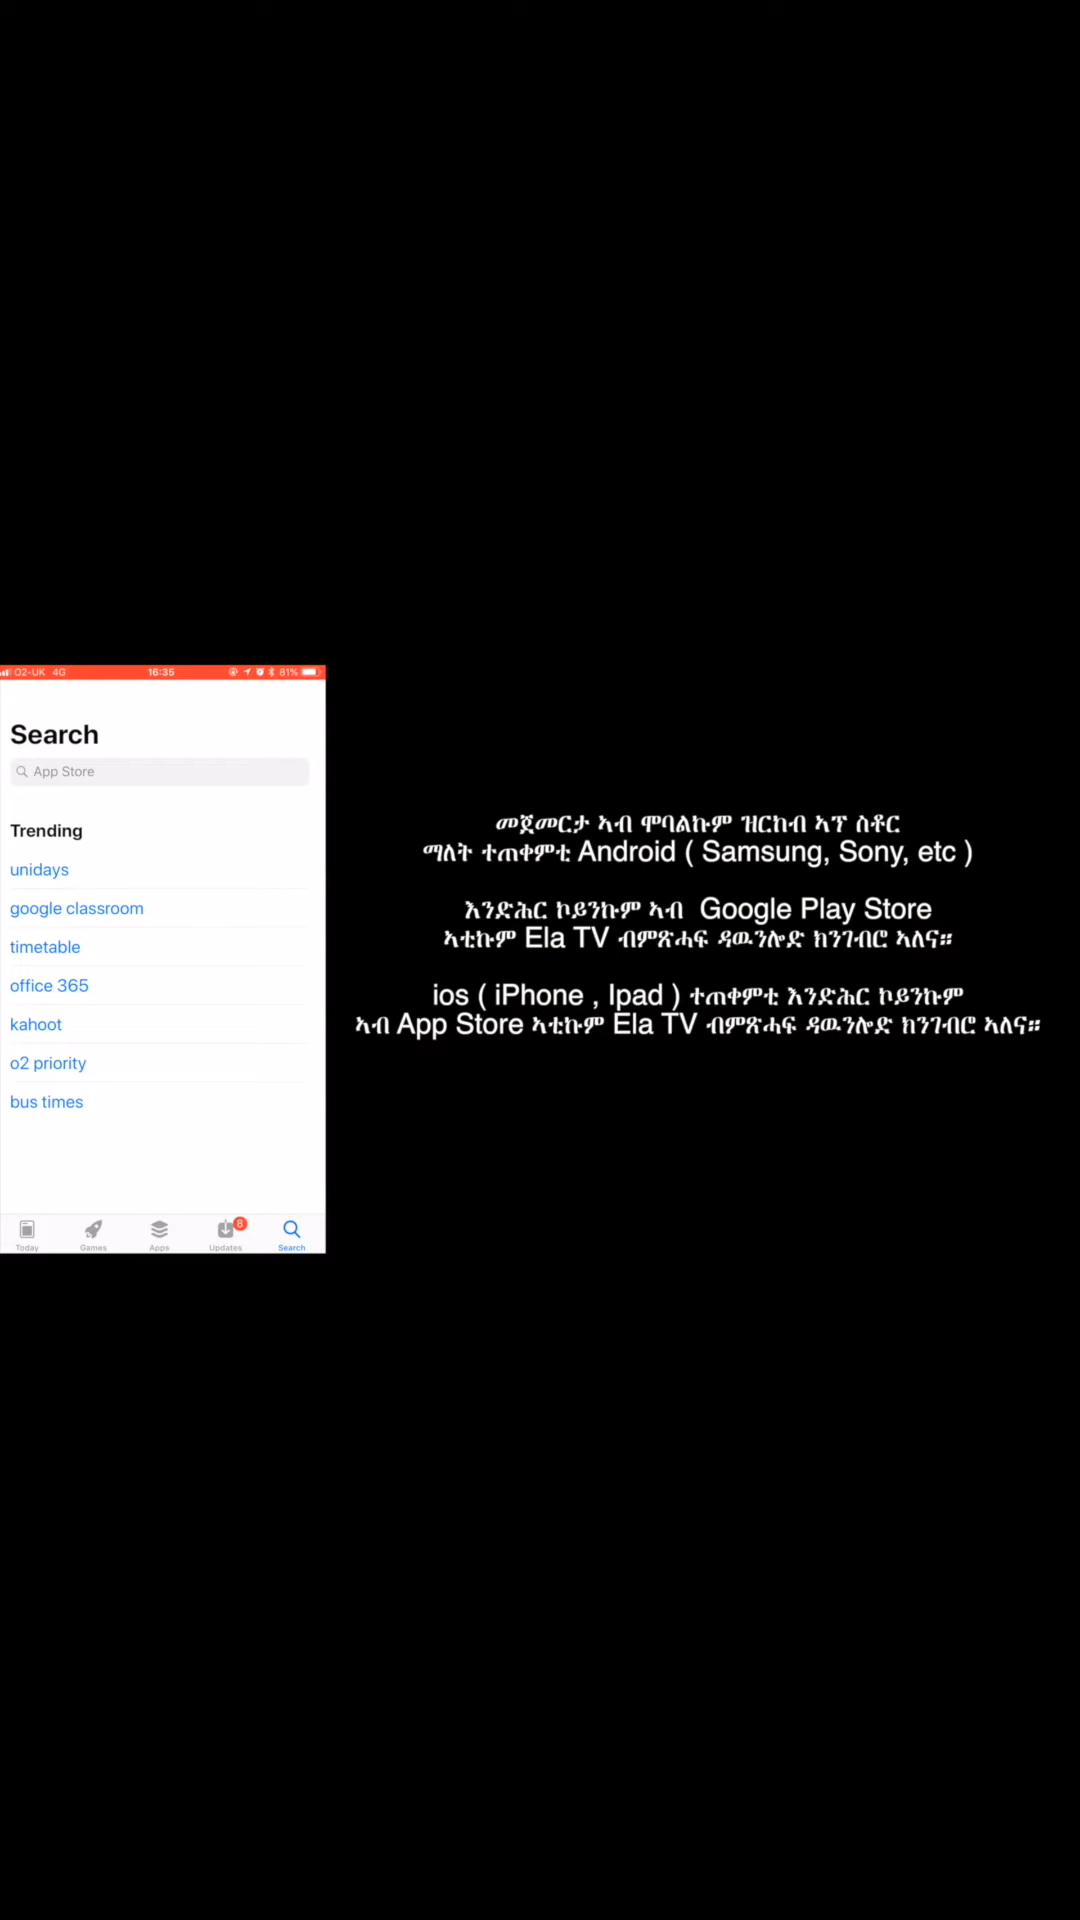 O2-UK 4G 16:35 81%
Search
App Store
Trending
unidays
google classroom
timetable
office 365
kahoot
o2 priority
bus times
Today Games Apps Updates 8 Search
መጀመርታ ኣብ ሞባልኩም ዝርከብ ኣፕ ስቶር
ማለት ተጠቀምቲ Android ( Samsung, Sony, etc )
እንድሕር ኮይንኩም ኣብ Google Play Store
ኣቲኩም Ela TV ብምጽሓፍ ዳዉንሎድ ክንገብሮ ኣለና።
ios ( iPhone , Ipad ) ተጠቀምቲ እንድሕር ኮይንኩም
ኣብ App Store ኣቲኩም Ela TV ብምጽሓፍ ዳዉንሎድ ክንገብሮ ኣለና።